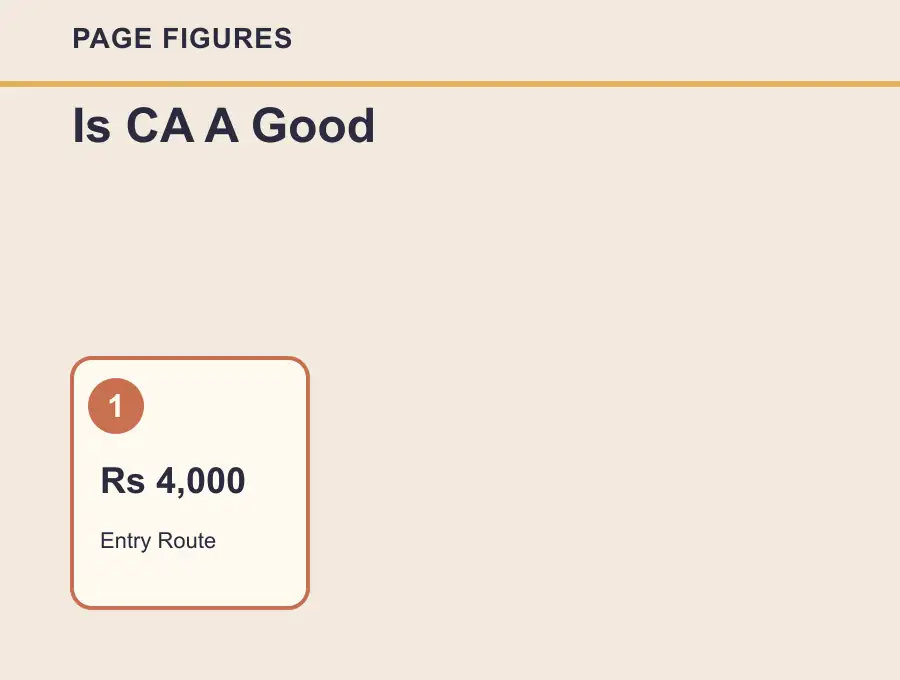 PAGE FIGURES
Is CA A Good
1
Rs 4,000
Entry Route